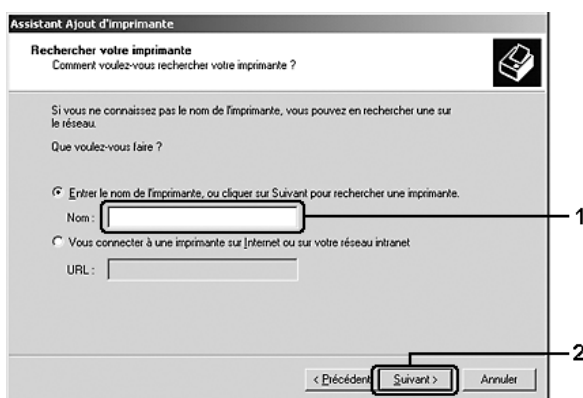 Assistant Ajout d'imprimante
Rechercher votre imprimante
Comment voulez-vous rechercher votre imprimante ?
Si vous ne connaissez pas le nom de l'imprimante, vous pouvez en rechercher une sur
le réseau.
Que voulez-vous faire ?
Entrer le nom de l'imprimante, ou cliquer sur Suivant pour rechercher une imprimante.
Nom :
1
Vous connecter à une imprimante sur Internet ou sur votre réseau intranet
URL :
2
< Précédent Suivant > Annuler